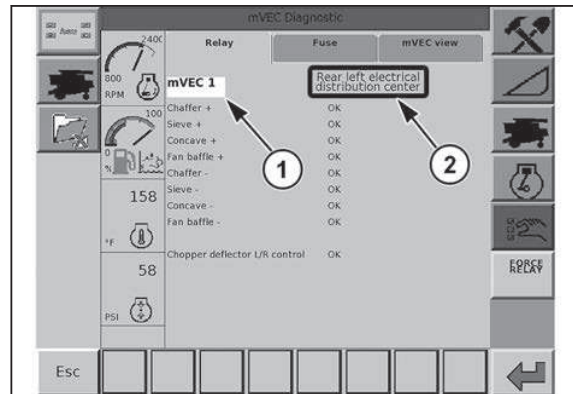 mVEC Diagnostic
Auto
240
Relay
Fuse
mVEC view
800
RPM
mVEC 1
Rear left electrical
distribution center
100
Chaffer + OK
Sieve + OK
Concave + OK
Fan baffle + OK
%
Chaffer - OK
Sieve - OK
Concave - OK
Fan baffle - OK
158
°F
Chopper deflector L/R control OK
58
PSI
1
2
FORCE
RELAY
Esc